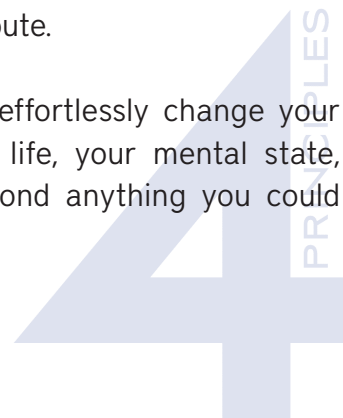 oute.
effortlessly change your
life, your mental state,
ond anything you could
4
PRINCIPLES